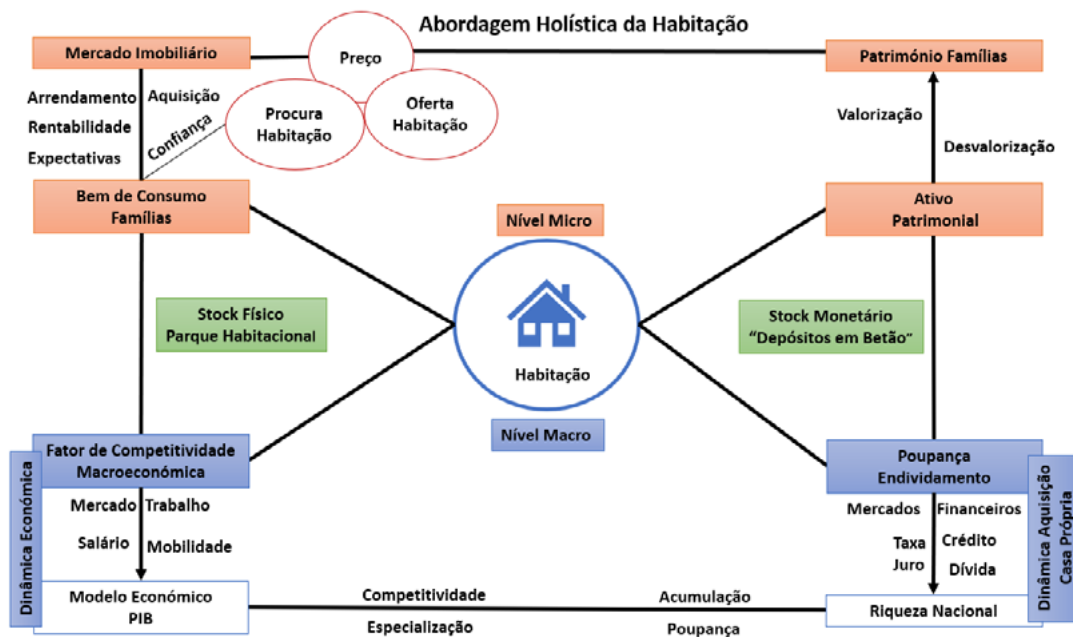 Abordagem Holística da Habitação
Mercado Imobiliário
Preço
Património Famílias
Arrendamento
Aquisição
Rentabilidade
Expectativas
Confiança
Procura
Habitação
Oferta
Habitação
Valorização
Desvalorização
Bem de Consumo
Famílias
Nível Micro
Ativo
Patrimonial
Stock Físico
Parque Habitacional
Habitação
Stock Monetário
“Depósitos em Betão”
Nível Macro
Fator de Competitividade
Macroeconómica
Poupança
Endividamento
Dinâmica Económica
Mercado
Trabalho
Salário
Mobilidade
Mercados
Financeiros
Taxa
Juro
Crédito
Dívida
Dinâmica Aquisição
Casa Própria
Modelo Económico
PIB
Competitividade
Especialização
Acumulação
Poupança
Riqueza Nacional